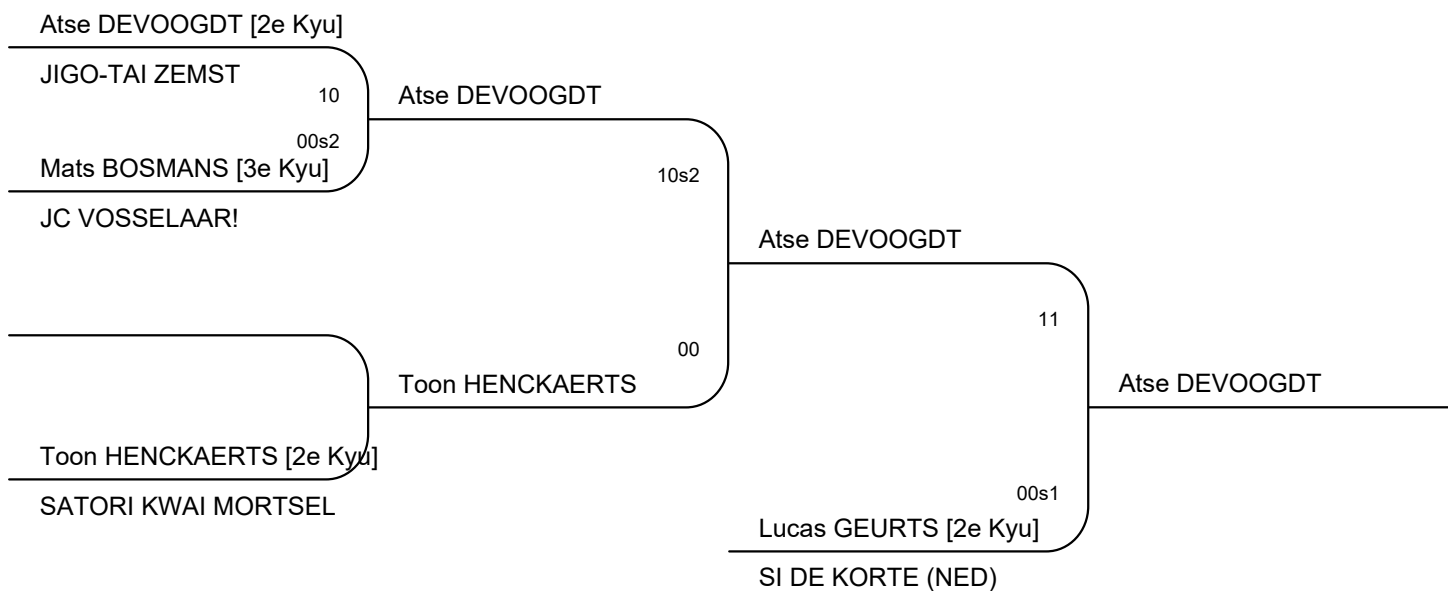 Atse DEVOOGDT [2e Kyu]
JIGO-TAI ZEMST
10
00s2
Mats BOSMANS [3e Kyu]
JC VOSSELAAR!
Toon HENCKAERTS [2e Kyu]
SATORI KWAI MORTSEL
Atse DEVOOGDT
10s2
00
Toon HENCKAERTS
Atse DEVOOGDT
11
00s1
Lucas GEURTS [2e Kyu]
SI DE KORTE (NED)
Atse DEVOOGDT